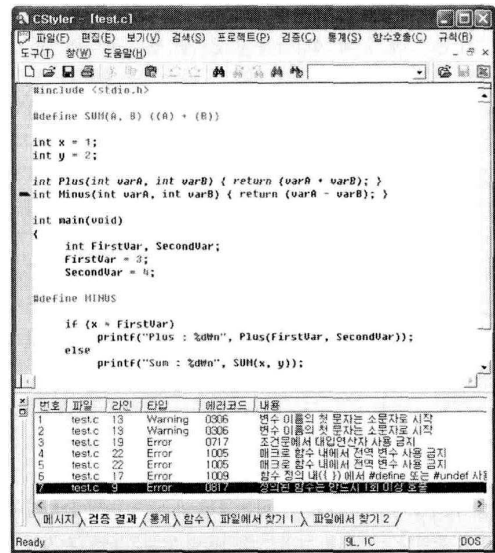 CStyler - [test.c]
파일(F) 편집(E) 보기(V) 검색(S) 프로젝트(P) 검증(C) 통계(S) 함수호출(C) 규칙(R)
도구(T) 창(W) 도움말(H)
#include <stdio.h>
#define SUM(A, B) ((A) + (B))
int x = 1;
int y = 2;
int Plus(int varA, int varB) { return (varA + varB); }
int Minus(int varA, int varB) { return (varA - varB); }
int main(void)
{
int FirstVar, SecondVar;
FirstVar = 3;
SecondVar = 4;
#define MINUS
if (x = FirstVar)
printf("Plus : %d₩n", Plus(FirstVar, SecondVar));
else
printf("Sum : %d₩n", SUM(x, y));
번호 파일 라인 타입 에러코드 내용
1 test.c 13 Warning 0306 변수 이름의 첫 문자는 소문자로 시작
2 test.c 13 Warning 0306 변수 이름의 첫 문자는 소문자로 시작
3 test.c 19 Error 0717 조건문에서 대입연산자 사용 금지
4 test.c 22 Error 1005 매크로 함수 내에서 전역 변수 사용 금지
5 test.c 22 Error 1005 매크로 함수 내에서 전역 변수 사용 금지
6 test.c 17 Error 1009 함수 정의 내({ }) 에서 #define 또는 #undef 사용
7 test.c 9 Error 0817 정의된 함수는 반드시 1회 이상 호출
메시지 검증 결과 통계 함수 파일에서 찾기 1 파일에서 찾기 2
Ready 9L, 1C DOS